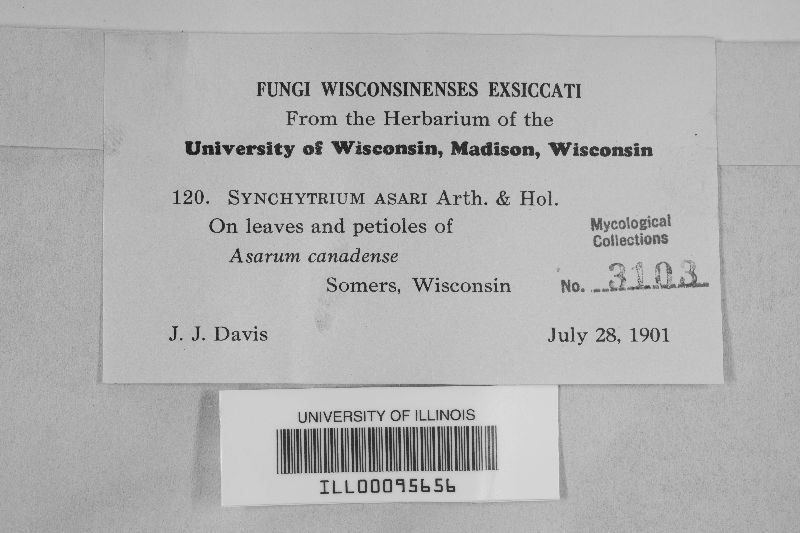 FUNGI WISCONSINENSES EXSICCATI
From the Herbarium of the
University of Wisconsin, Madison, Wisconsin
120. SYNCHYTRIUM ASARI Arth. & Hol.
On leaves and petioles of
Asarum canadense
Somers, Wisconsin
Mycological
Collections
No. 3103
J. J. Davis July 28, 1901
UNIVERSITY OF ILLINOIS
ILL00095656